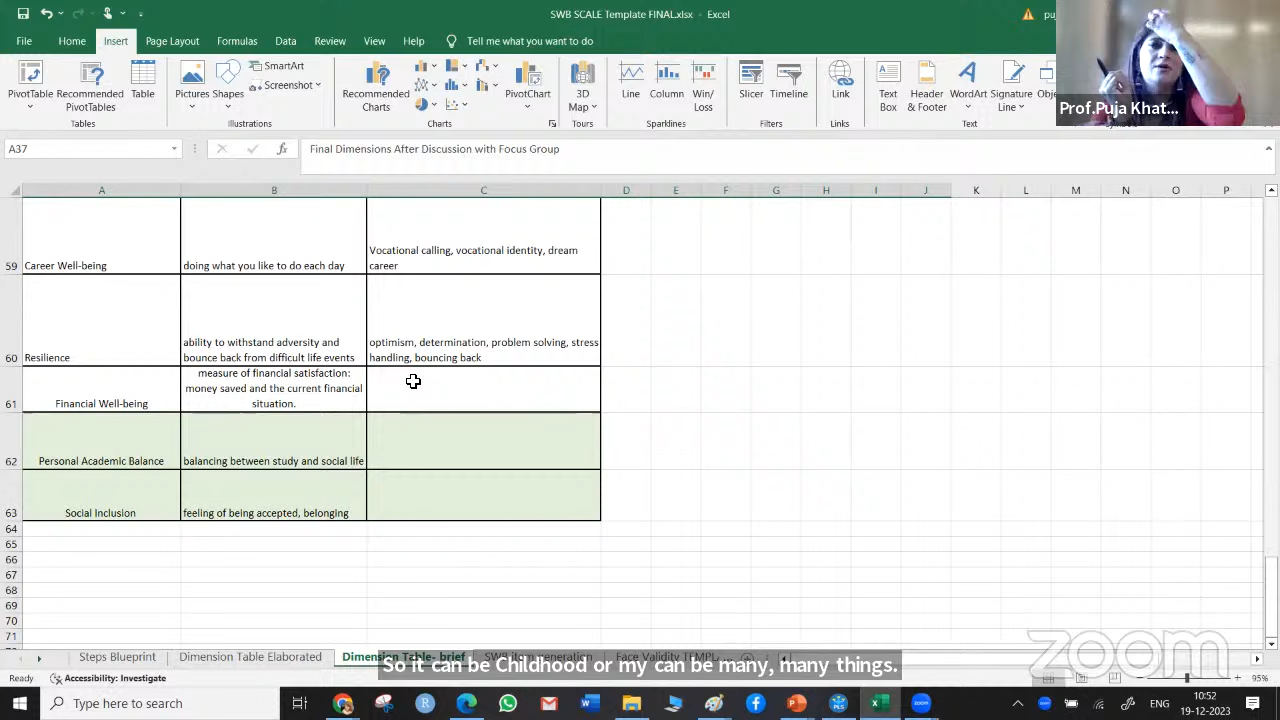 SWB SCALE Template FINAL.xlsx - Excel
File Home Insert Page Layout Formulas Data Review View Help Tell me what you want to do
PivotTable Recommended PivotTables Table
Tables
Pictures Shapes SmartArt Screenshot
Illustrations
Recommended Charts PivotChart
Charts
3D Map
Tours
Line Column Win/Loss
Sparklines
Slicer Timeline
Filters
Link
Links
Text Box Header & Footer WordArt Signature Line
Text
Prof.Puja Khat...
A37 fx Final Dimensions After Discussion with Focus Group
A B C D E F G H I J K L M N O P
59 Career Well-being doing what you like to do each day Vocational calling, vocational identity, dream career
60 Resilience ability to withstand adversity and bounce back from difficult life events optimism, determination, problem solving, stress handling, bouncing back
61 Financial Well-being measure of financial satisfaction: money saved and the current financial situation.
62 Personal Academic Balance balancing between study and social life
63 Social Inclusion feeling of being accepted, belonging
64
65
66
67
68
69
70
71
zoom
Steps Blueprint Dimension Table Elaborated Dimension Table- brief
So it can be Childhood or my can be many, many things.
Ready Accessibility: Investigate 95%
Type here to search
10:52
19-12-2023